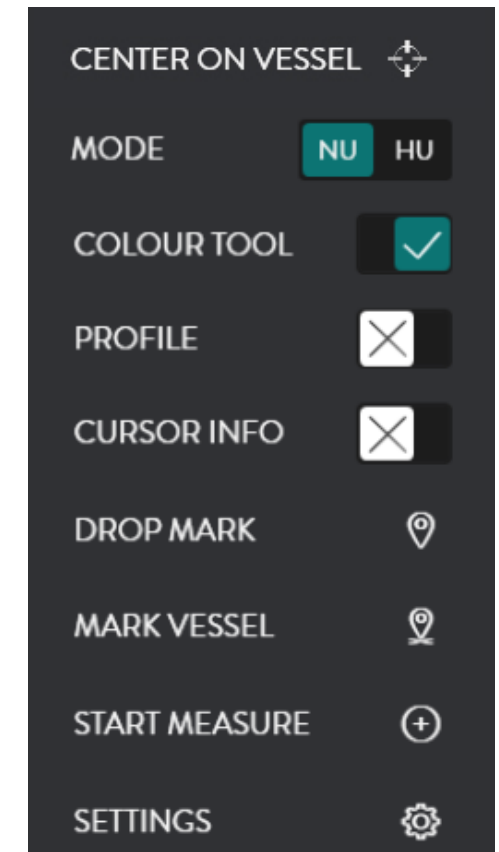 CENTER ON VESSEL
MODE NU HU
COLOUR TOOL
PROFILE
CURSOR INFO
DROP MARK
MARK VESSEL
START MEASURE
SETTINGS